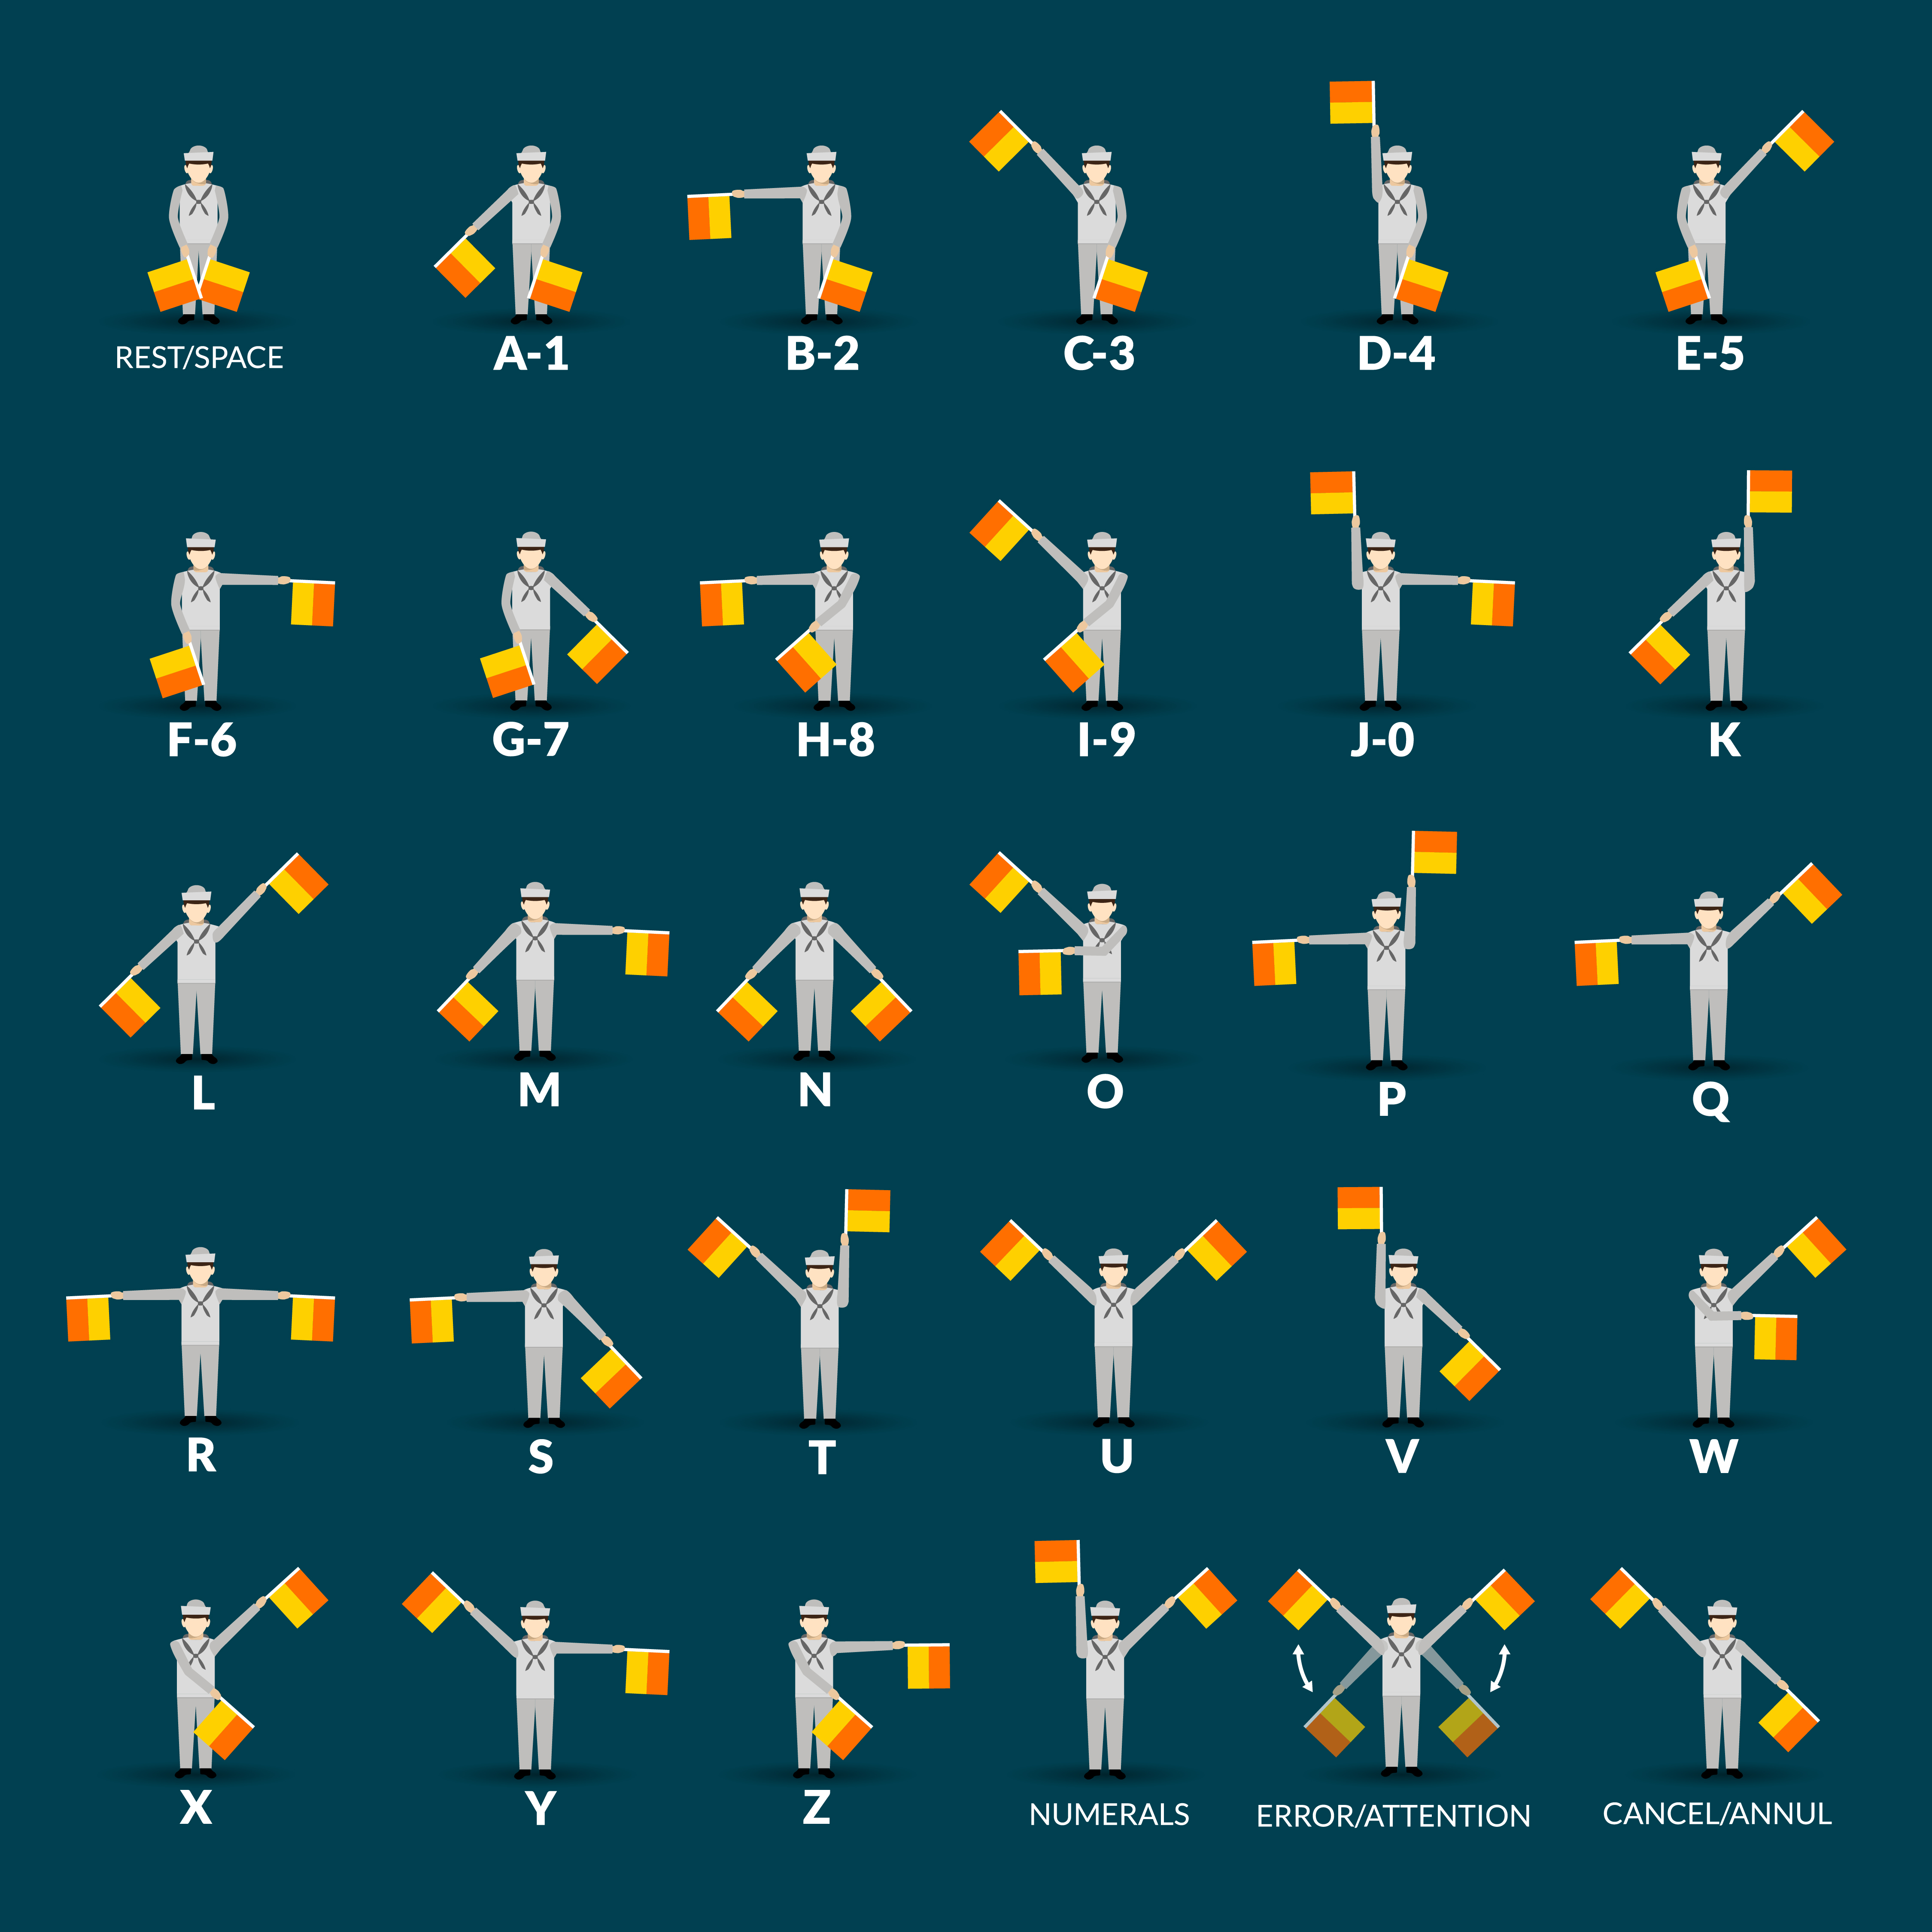 REST/SPACE
A-1
B-2
C-3
D-4
E-5
F-6
G-7
H-8
I-9
J-0
K
L
M
N
O
P
Q
R
S
T
U
V
W
X
Y
Z
NUMERALS
ERROR/ATTENTION
CANCEL/ANNUL